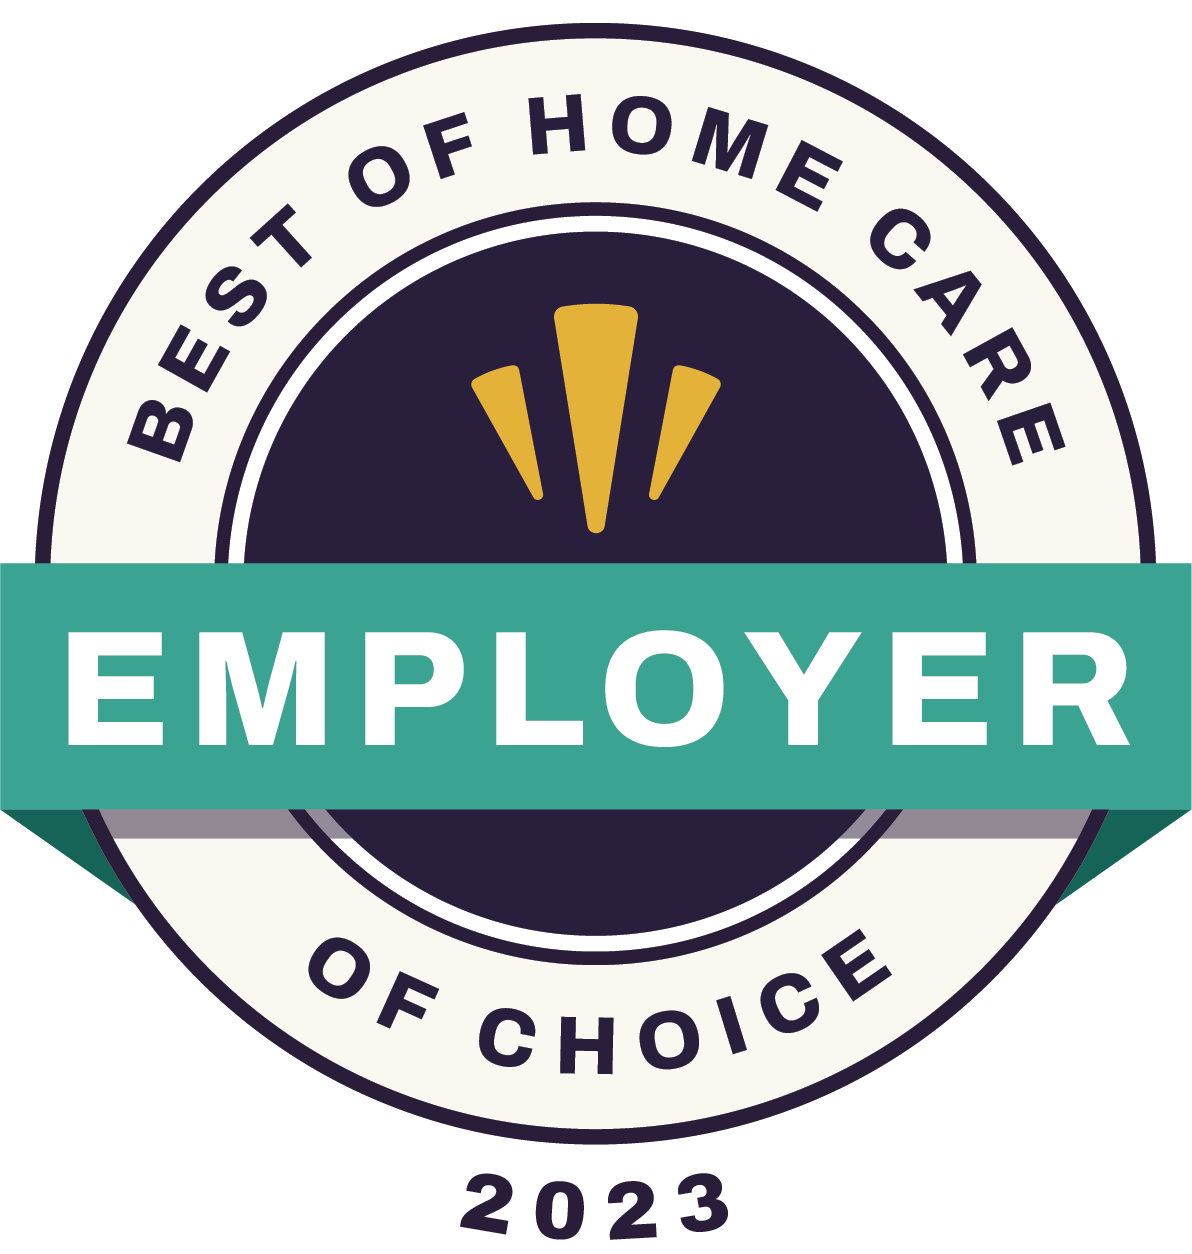 BEST OF HOME CARE
EMPLOYER
OF CHOICE
2023